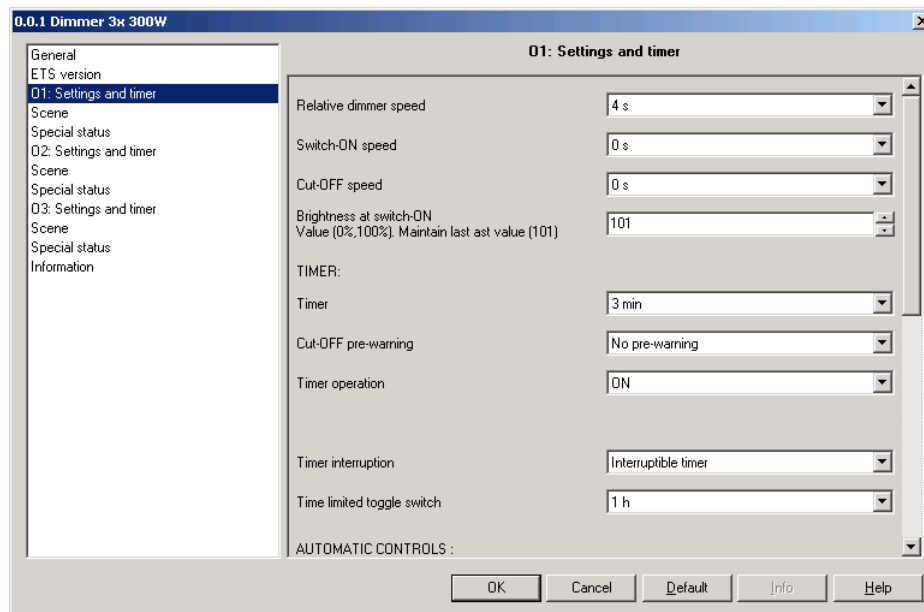 0.0.1 Dimmer 3x 300W
General
ETS version
O1: Settings and timer
Scene
Special status
O2: Settings and timer
Scene
Special status
O3: Settings and timer
Scene
Special status
Information
O1: Settings and timer
Relative dimmer speed
4 s
Switch-ON speed
0 s
Cut-OFF speed
0 s
Brightness at switch-ON
Value (0%,100%). Maintain last ast value (101)
101
TIMER:
Timer
3 min
Cut-OFF pre-warning
No pre-warning
Timer operation
ON
Timer interruption
Interruptible timer
Time limited toggle switch
1 h
AUTOMATIC CONTROLS :
OK
Cancel
Default
Info
Help